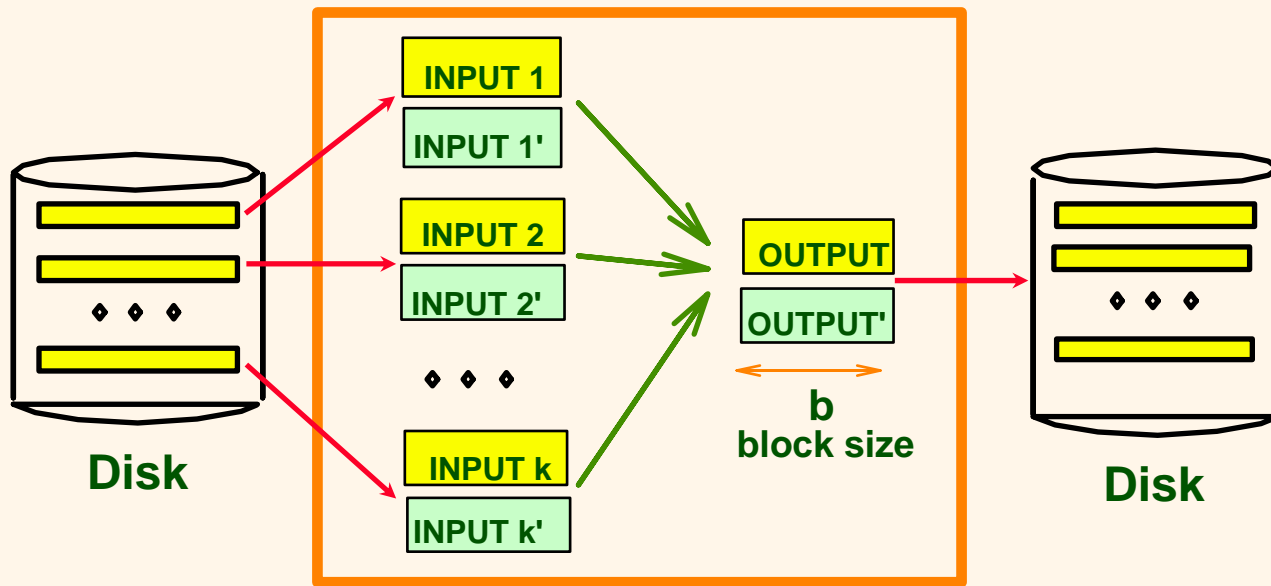 INPUT 1
INPUT 1'
INPUT 2
INPUT 2'
INPUT k
INPUT k'
OUTPUT
OUTPUT'
b
block size
Disk
Disk